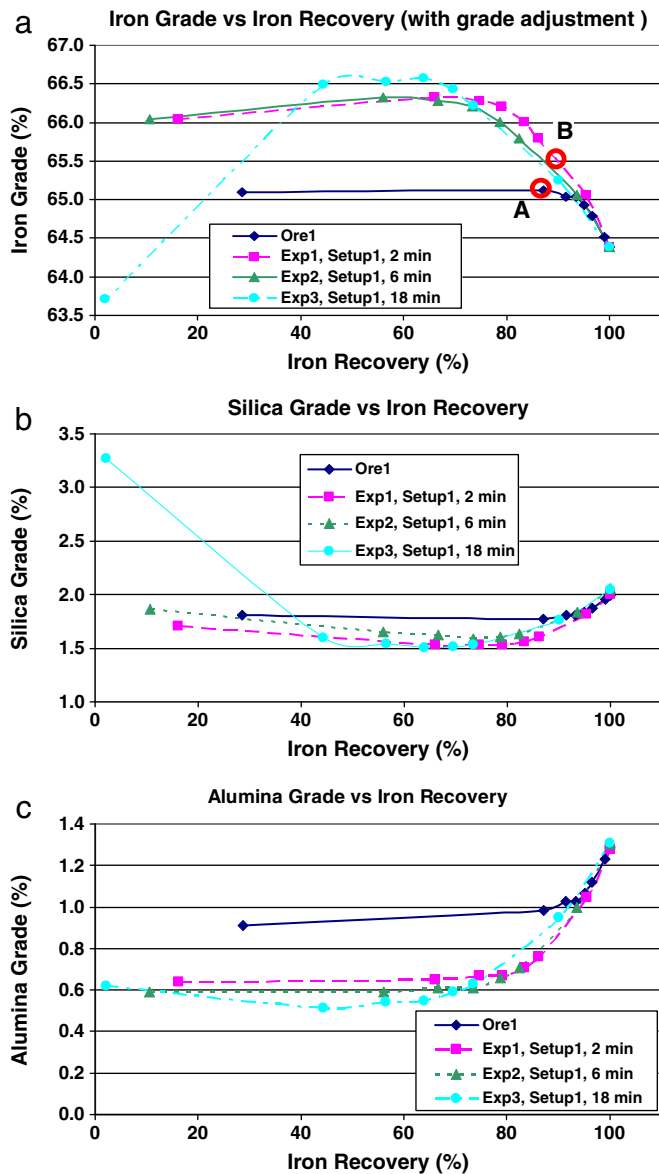 a
Iron Grade vs Iron Recovery (with grade adjustment )
67.0
66.5
66.0
65.5
65.0
64.5
64.0
63.5
Iron Grade (%)
B
A
Ore1
Exp1, Setup1, 2 min
Exp2, Setup1, 6 min
Exp3, Setup1, 18 min
0 20 40 60 80 100
Iron Recovery (%)
b
Silica Grade vs Iron Recovery
3.5
3.0
2.5
2.0
1.5
1.0
Silica Grade (%)
Ore1
Exp1, Setup1, 2 min
Exp2, Setup1, 6 min
Exp3, Setup1, 18 min
0 20 40 60 80 100
Iron Recovery (%)
c
Alumina Grade vs Iron Recovery
1.4
1.2
1.0
0.8
0.6
0.4
0.2
0.0
Alumina Grade (%)
Ore1
Exp1, Setup1, 2 min
Exp2, Setup1, 6 min
Exp3, Setup1, 18 min
0 20 40 60 80 100
Iron Recovery (%)